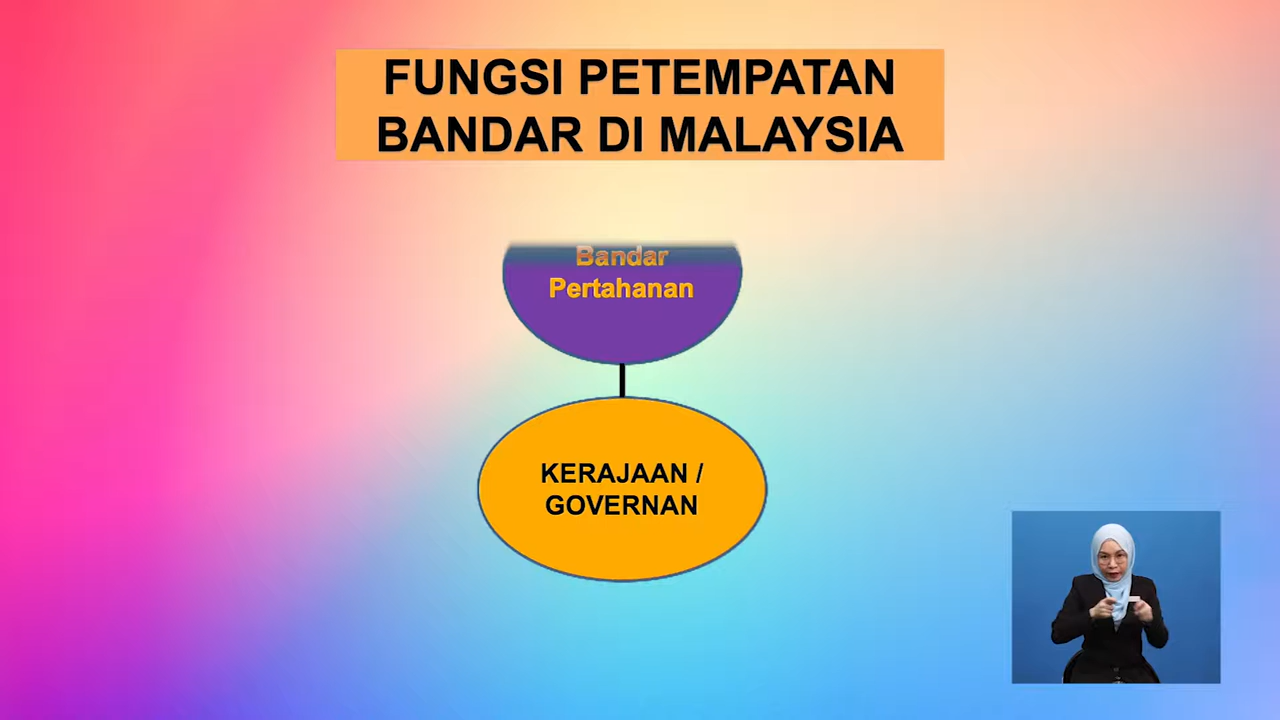 FUNGSI PETEMPATAN
BANDAR DI MALAYSIA
Bandar
Pertahanan
KERAJAAN /
GOVERNAN